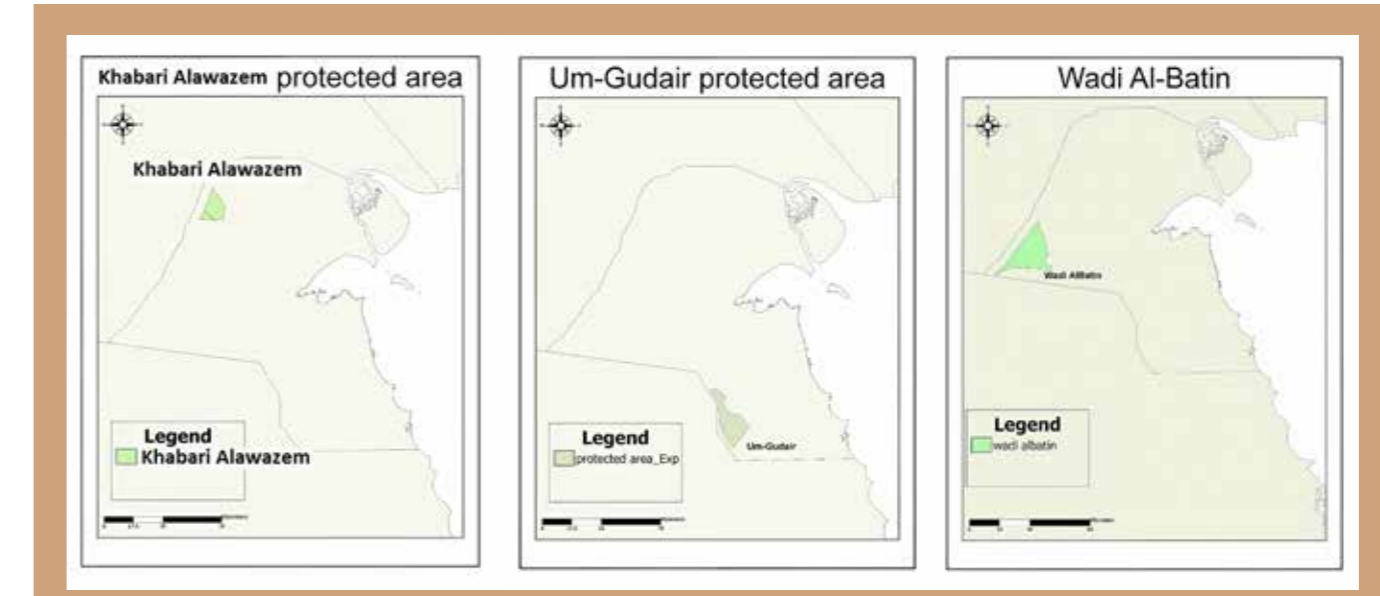 Khabari Alawazem protected area
Khabari Alawazem
Legend
Khabari Alawazem
Um-Gudair protected area
Um-Gudair
Legend
protected area_Exp
Wadi Al-Batin
Wadi AlBatin
Legend
wadi albatin